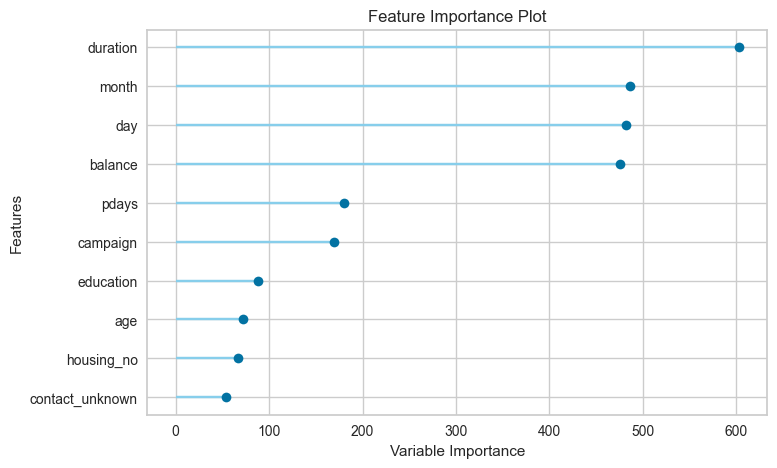 Feature Importance Plot
Features
duration
month
day
balance
pdays
campaign
education
age
housing_no
contact_unknown
0 100 200 300 400 500 600
Variable Importance